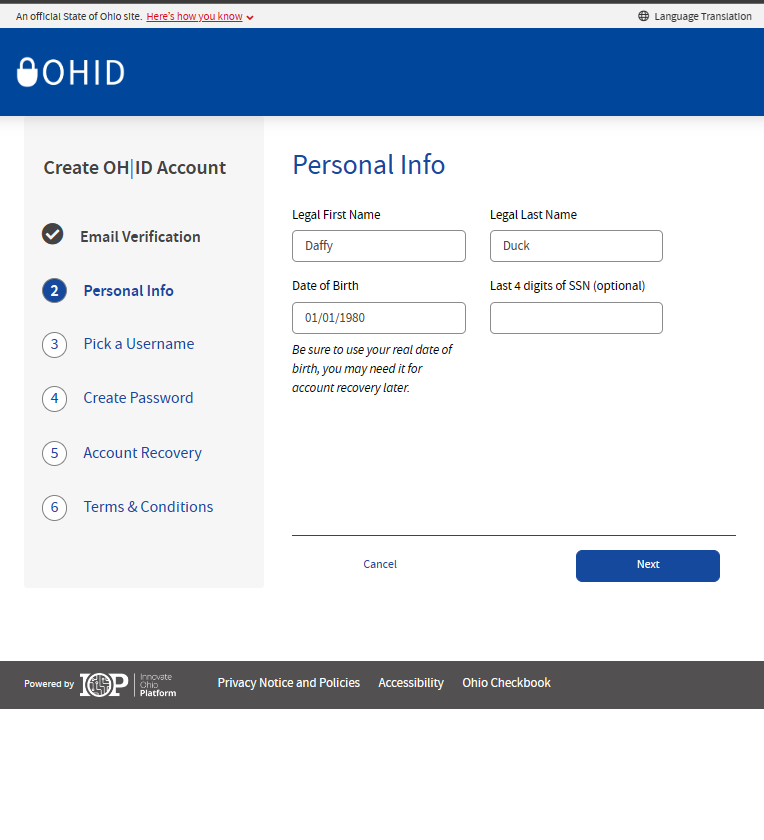 An official State of Ohio site. Here's how you know
Language Translation
OHID
Create OH|ID Account
Email Verification
2 Personal Info
3 Pick a Username
4 Create Password
5 Account Recovery
6 Terms & Conditions
Personal Info
Legal First Name
Daffy
Legal Last Name
Duck
Date of Birth
01/01/1980
Be sure to use your real date of
birth, you may need it for
account recovery later.
Last 4 digits of SSN (optional)
Cancel
Next
Powered by
IOP
Innovate
Ohio
Platform
Privacy Notice and Policies
Accessibility
Ohio Checkbook